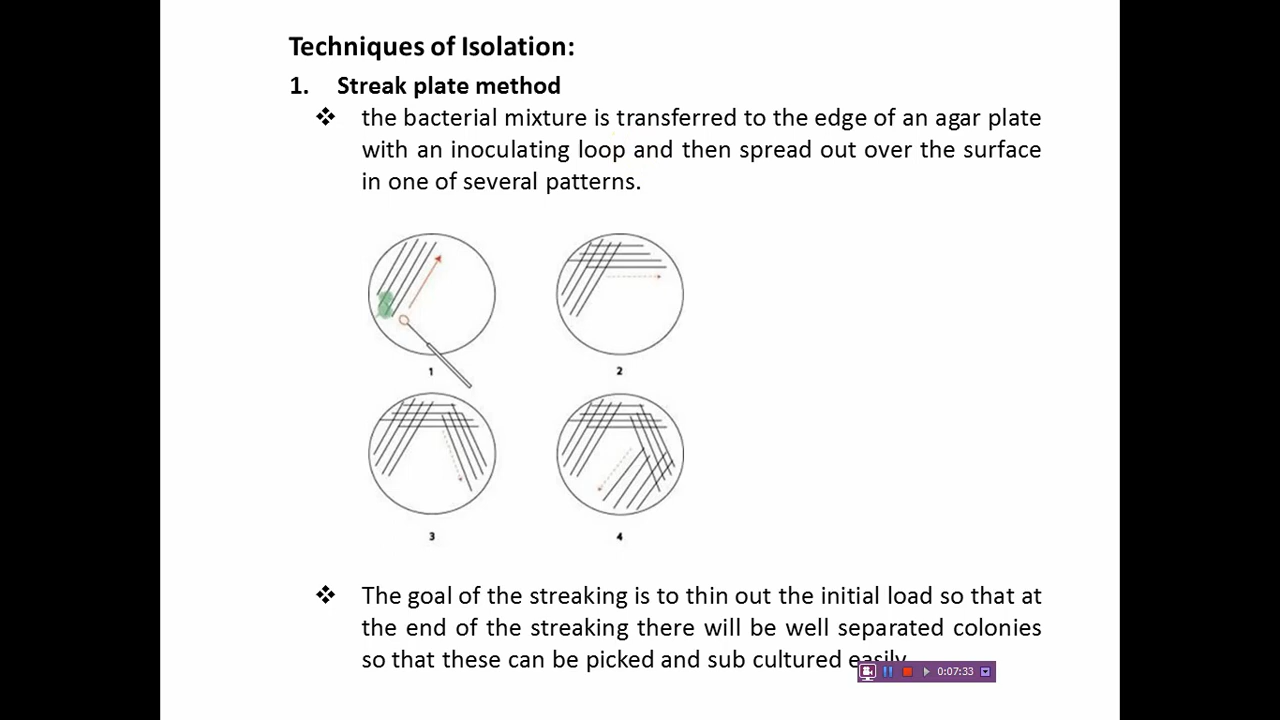 Techniques of Isolation:
1. Streak plate method
❖ the bacterial mixture is transferred to the edge of an agar plate
with an inoculating loop and then spread out over the surface
in one of several patterns.
1
2
3
4
❖ The goal of the streaking is to thin out the initial load so that at
the end of the streaking there will be well separated colonies
so that these can be picked and sub cultured easily
0:07:33